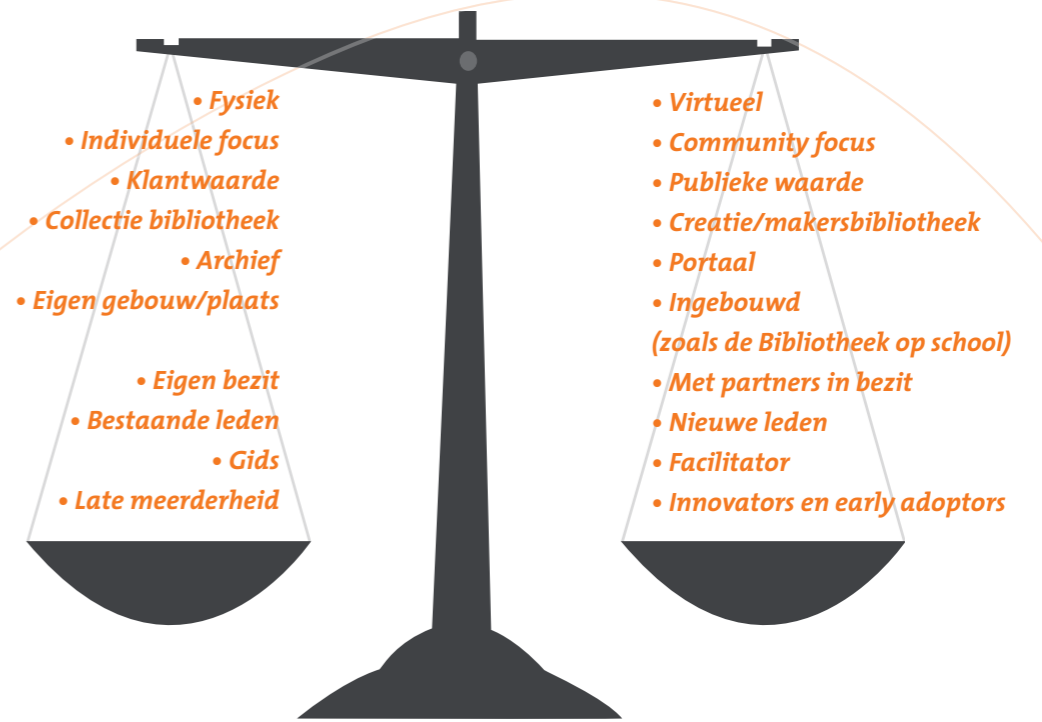 • Fysiek
• Individuele focus
• Klantwaarde
• Collectie bibliotheek
• Archief
• Eigen gebouw/plaats
• Eigen bezit
• Bestaande leden
• Gids
• Late meerderheid
• Virtueel
• Community focus
• Publieke waarde
• Creatie/makersbibliotheek
• Portaal
• Ingebouwd
(zoals de Bibliotheek op school)
• Met partners in bezit
• Nieuwe leden
• Facilitator
• Innovators en early adoptors